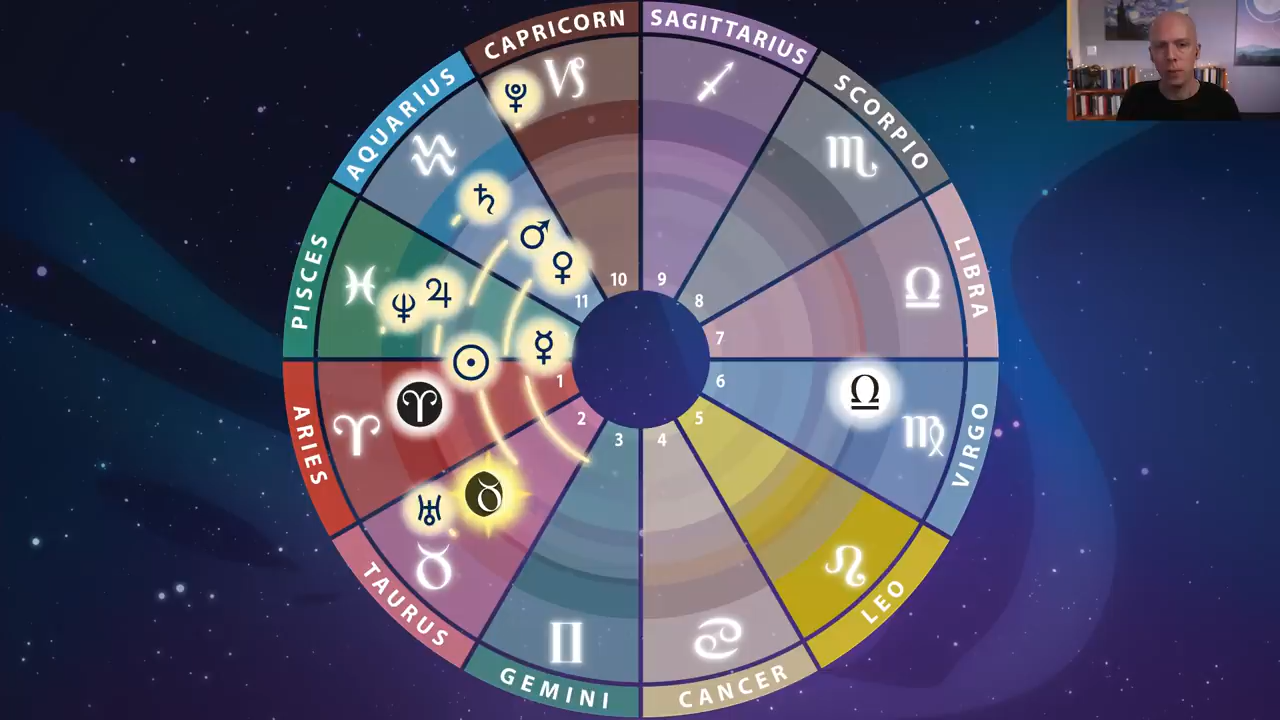 CAPRICORN
SAGITTARIUS
AQUARIUS
SCORPIO
PISCES
LIBRA
ARIES
VIRGO
TAURUS
LEO
GEMINI
CANCER
10
9
11
8
7
1
6
2
5
3
4